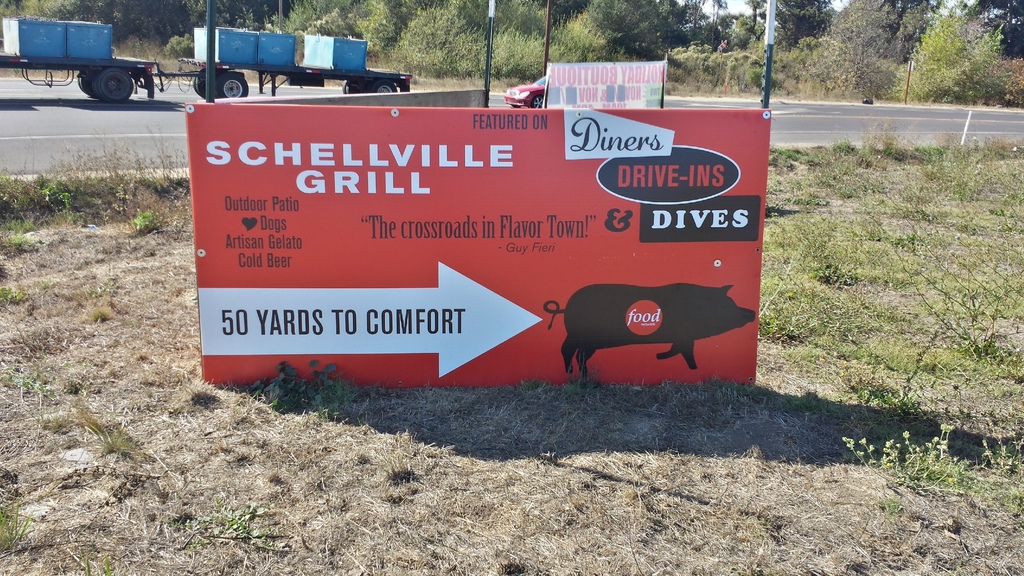 FEATURED ON
Diners
DRIVE-INS
& DIVES
SCHELLVILLE
GRILL
Outdoor Patio
♥ Dogs
Artisan Gelato
Cold Beer
"The crossroads in Flavor Town!"
- Guy Fieri
50 YARDS TO COMFORT
food
network